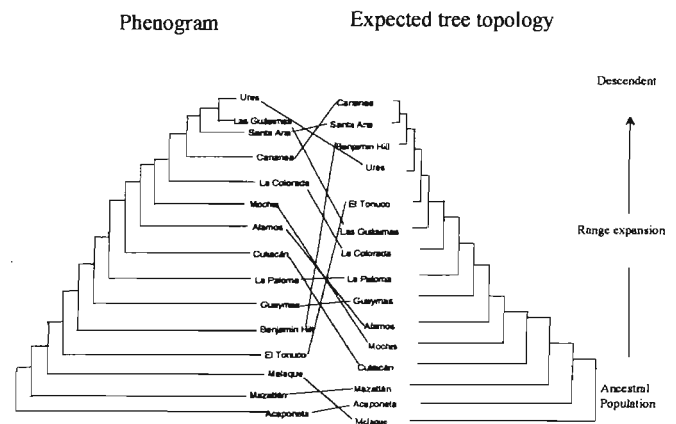 Phenogram
Expected tree topology
Descendent
Range expansion
Ancestral
Population
Ures
Las Guásimas
Santa Ana
Cananea
La Colorada
Mochis
Alamos
Culiacán
La Paloma
Guaymas
Benjamin Hill
El Tonuco
Melaque
Mazatlán
Acaponeta
Cananea
Santa Ana
Benjamin Hill
Ures
El Tonuco
Las Guásimas
La Colorada
La Paloma
Guaymas
Alamos
Mochis
Culiacán
Mazatlán
Acaponeta
Melaque